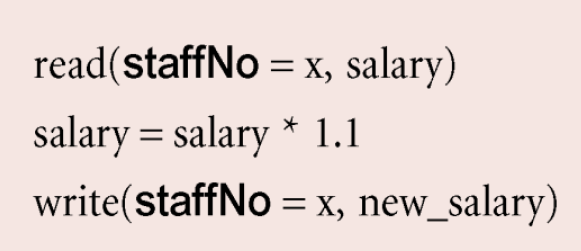 read(staffNo = x, salary)
salary = salary * 1.1
write(staffNo = x, new_salary)